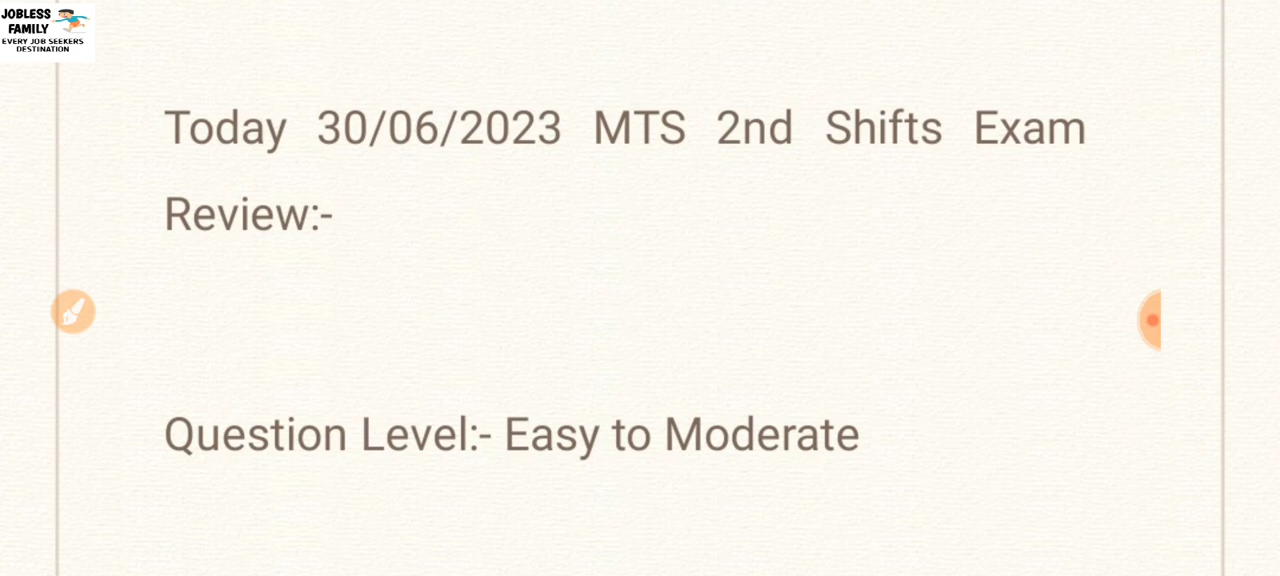 JOBLESS
FAMILY
EVERY JOB SEEKERS
DESTINATION
Today 30/06/2023 MTS 2nd Shifts Exam
Review:-
Question Level:- Easy to Moderate